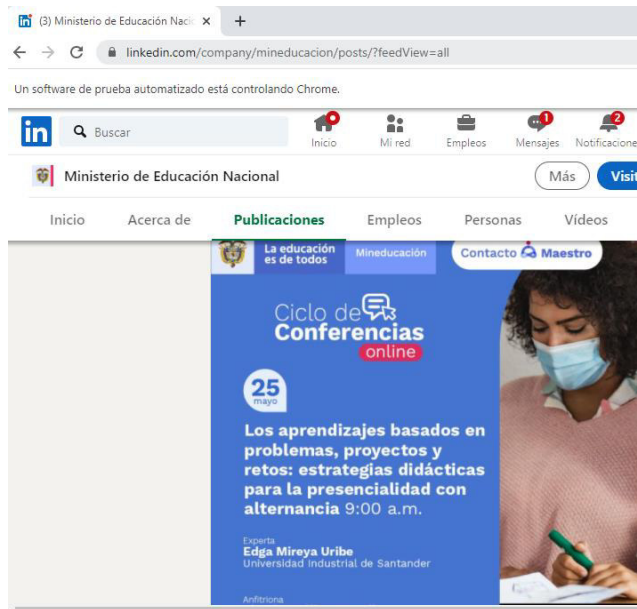 (3) Ministerio de Educación Naci
linkedin.com/company/mineducacion/posts/?feedView=all
Un software de prueba automatizado está controlando Chrome.
in
Buscar
Inicio
Mi red
Empleos
1
Mensajes
2
Notificacione
Ministerio de Educación Nacional
Más
Visit
Inicio
Acerca de
Publicaciones
Empleos
Personas
Vídeos
La educación
es de todos
Mineducación
Contacto Maestro
Ciclo de
Conferencias
online
25
mayo
Los aprendizajes basados en
problemas, proyectos y
retos: estrategias didácticas
para la presencialidad con
alternancia 9:00 a.m.
Experta
Edga Mireya Uribe
Universidad Industrial de Santander
Anfitriona